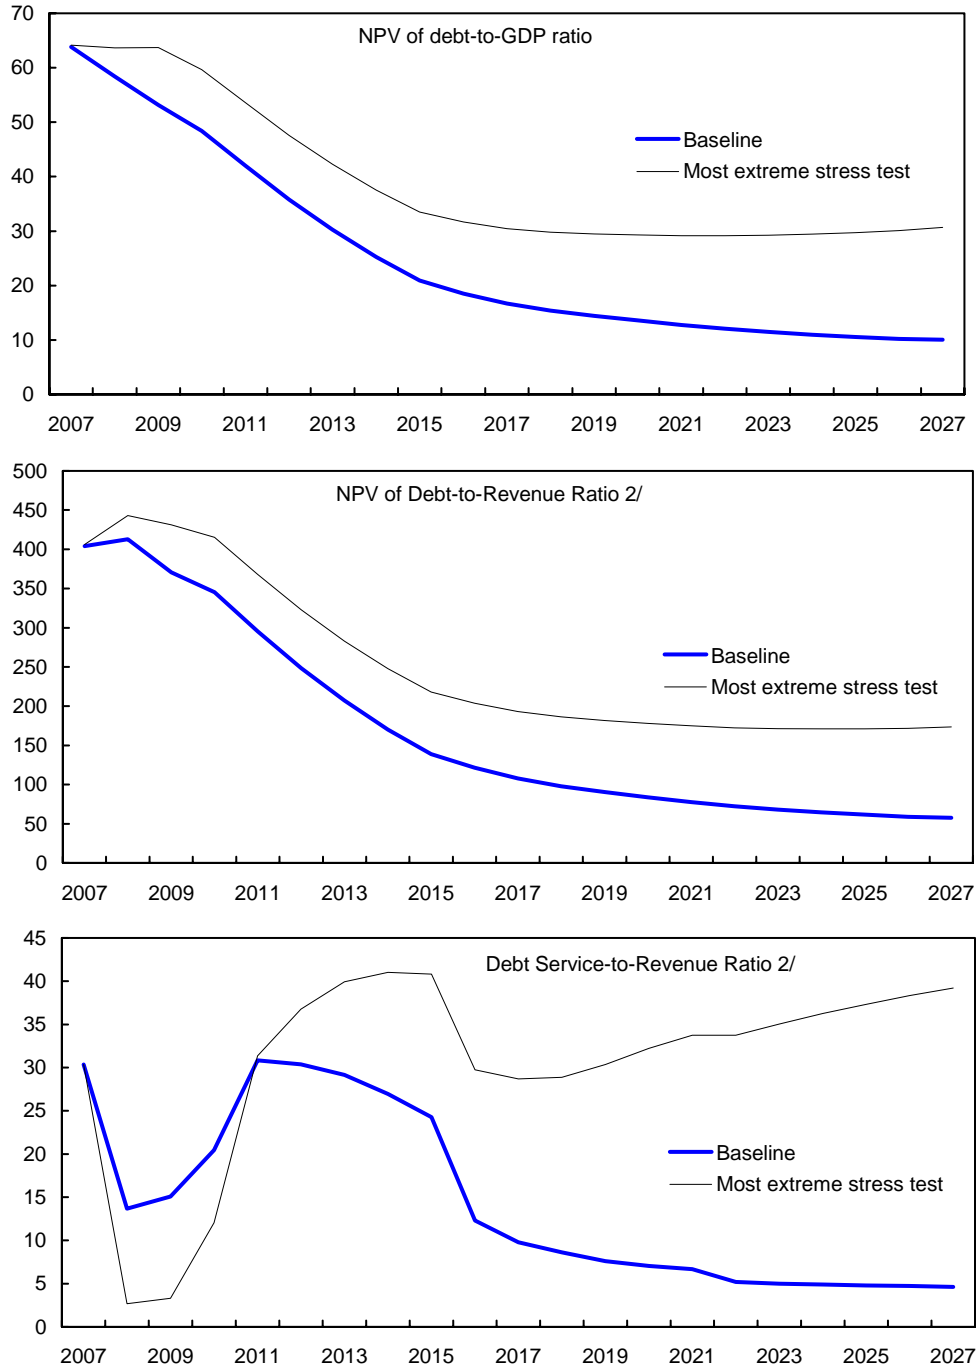 NPV of debt-to-GDP ratio
70
60
50
40
30
20
10
0
Baseline
Most extreme stress test
2007 2009 2011 2013 2015 2017 2019 2021 2023 2025 2027
NPV of Debt-to-Revenue Ratio 2/
500
450
400
350
300
250
200
150
100
50
0
Baseline
Most extreme stress test
2007 2009 2011 2013 2015 2017 2019 2021 2023 2025 2027
Debt Service-to-Revenue Ratio 2/
45
40
35
30
25
20
15
10
5
0
Baseline
Most extreme stress test
2007 2009 2011 2013 2015 2017 2019 2021 2023 2025 2027